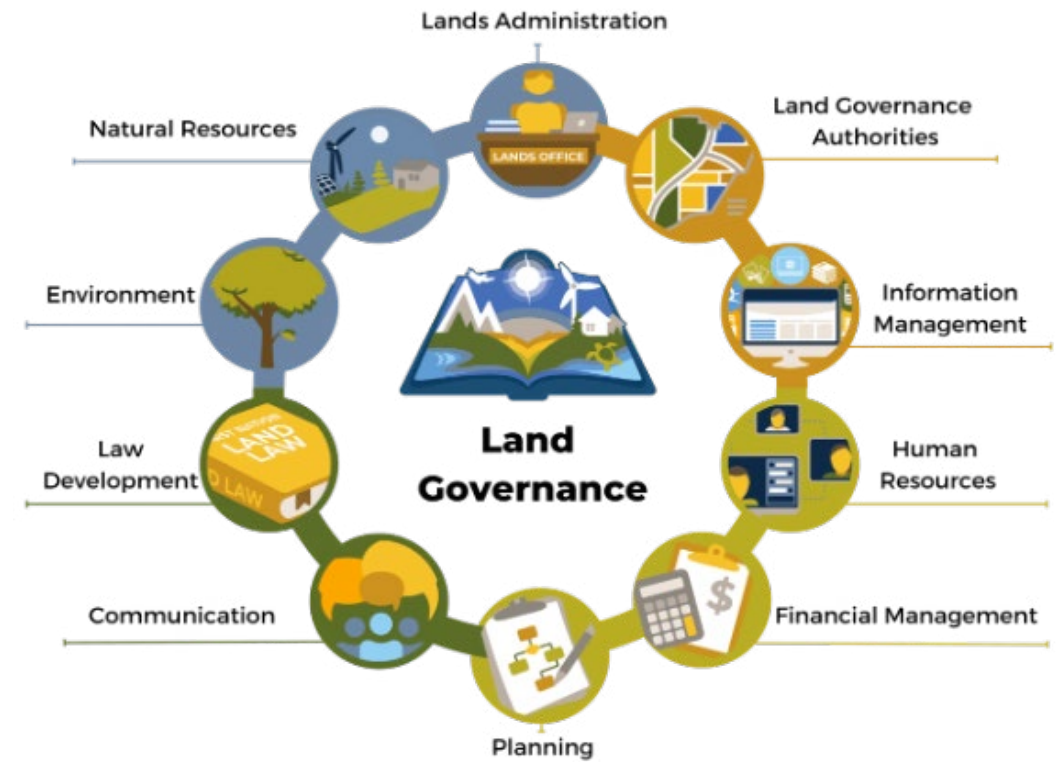 Lands Administration
Land Governance
Authorities
Information
Management
Human
Resources
Financial Management
Planning
Communication
Law
Development
Environment
Natural Resources
LANDS OFFICE
LAND
LAW
D LAW
$
Land
Governance